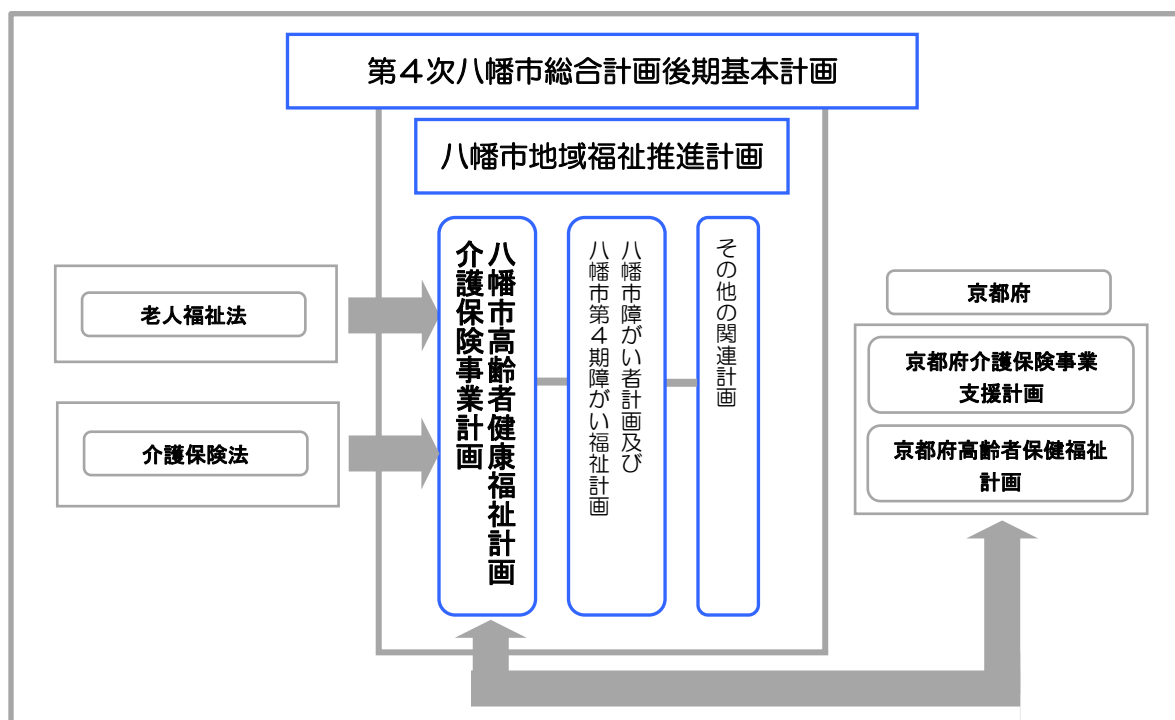 第４次八幡市総合計画後期基本計画
八幡市地域福祉推進計画
老人福祉法
介護保険法
八幡市高齢者健康福祉計画
介護保険事業計画
八幡市障がい者計画及び
八幡市第４期障がい福祉計画
その他の関連計画
京都府
京都府介護保険事業
支援計画
京都府高齢者保健福祉
計画